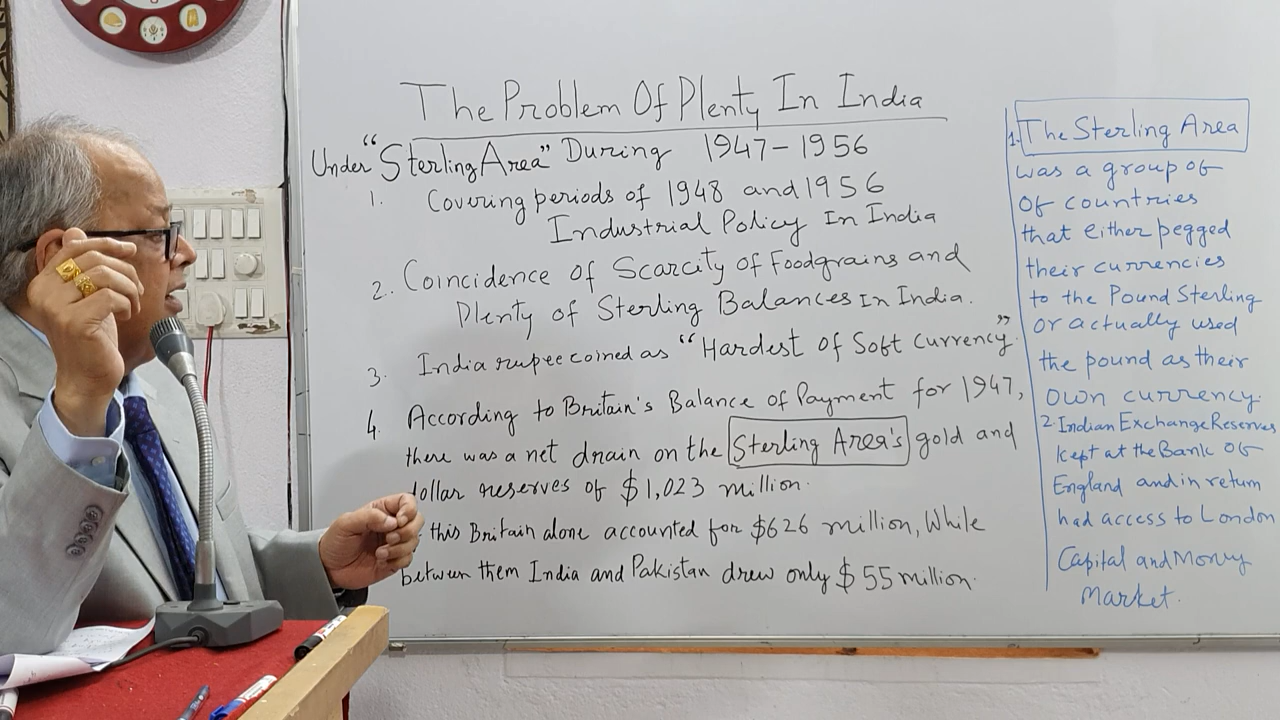 The Problem Of Plenty In India
Under "Sterling Area" During 1947-1956
1. Covering periods of 1948 and 1956
Industrial Policy In India
2. Coincidence of Scarcity of Foodgrains and
Plenty of Sterling Balances In India.
3. India rupee coined as "Hardest of Soft Currency".
4. According to Britain's Balance of Payment for 1947,
there was a net drain on the Sterling Area's gold and
dollar reserves of $1,023 million.
this Britain alone accounted for $626 million, While
between them India and Pakistan drew only $55 million.
1. The Sterling Area
was a group of
of countries
that either pegged
their currencies
to the Pound Sterling
or actually used
the pound as their
own currency.
2. Indian Exchange Reserves
kept at the Bank of
England and in return
had access to London
Capital and Money
Market.